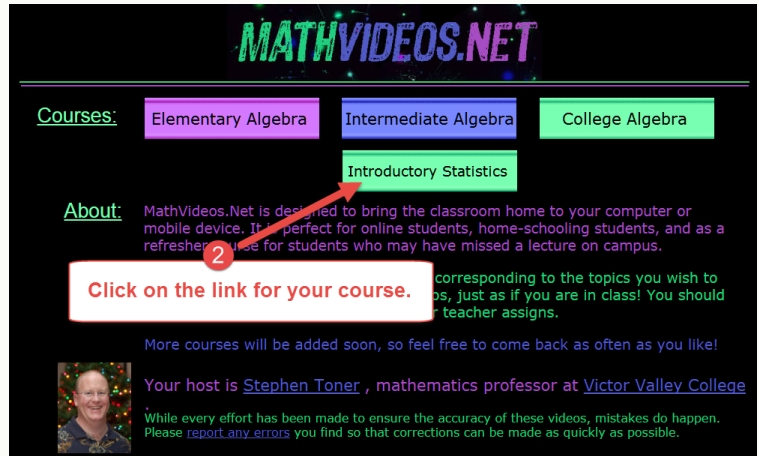 MATHVIDEOS.NET
Courses:
Elementary Algebra
Intermediate Algebra
College Algebra
Introductory Statistics
About:
MathVideos.Net is designed to bring the classroom home to your computer or
mobile device. It is perfect for online students, home-schooling students, and as a
refresher course for students who may have missed a lecture on campus.
2
Click on the link for your course.
corresponding to the topics you wish to
just as if you are in class! You should
teacher assigns.
More courses will be added soon, so feel free to come back as often as you like!
Your host is Stephen Toner , mathematics professor at Victor Valley College
.
While every effort has been made to ensure the accuracy of these videos, mistakes do happen.
Please report any errors you find so that corrections can be made as quickly as possible.